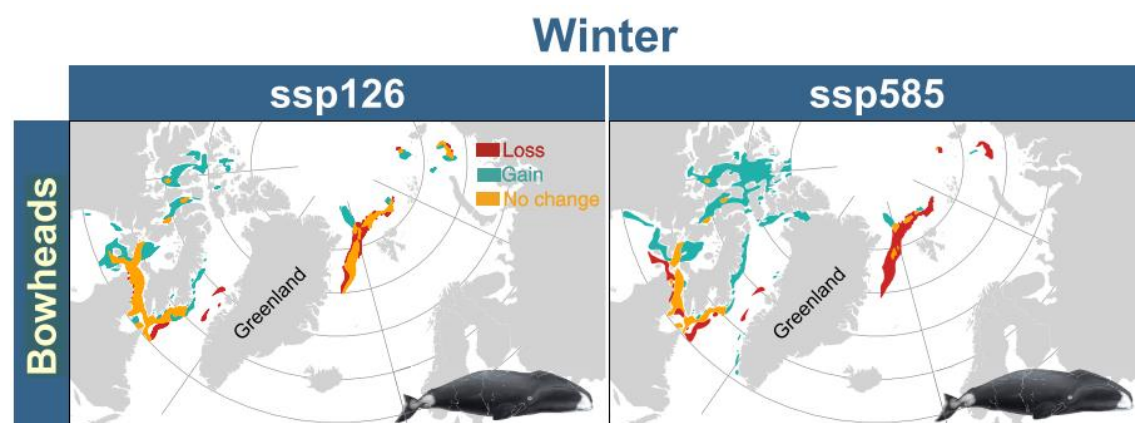 Winter
ssp126
ssp585
Bowheads
Loss
Gain
No change
Greenland
Greenland